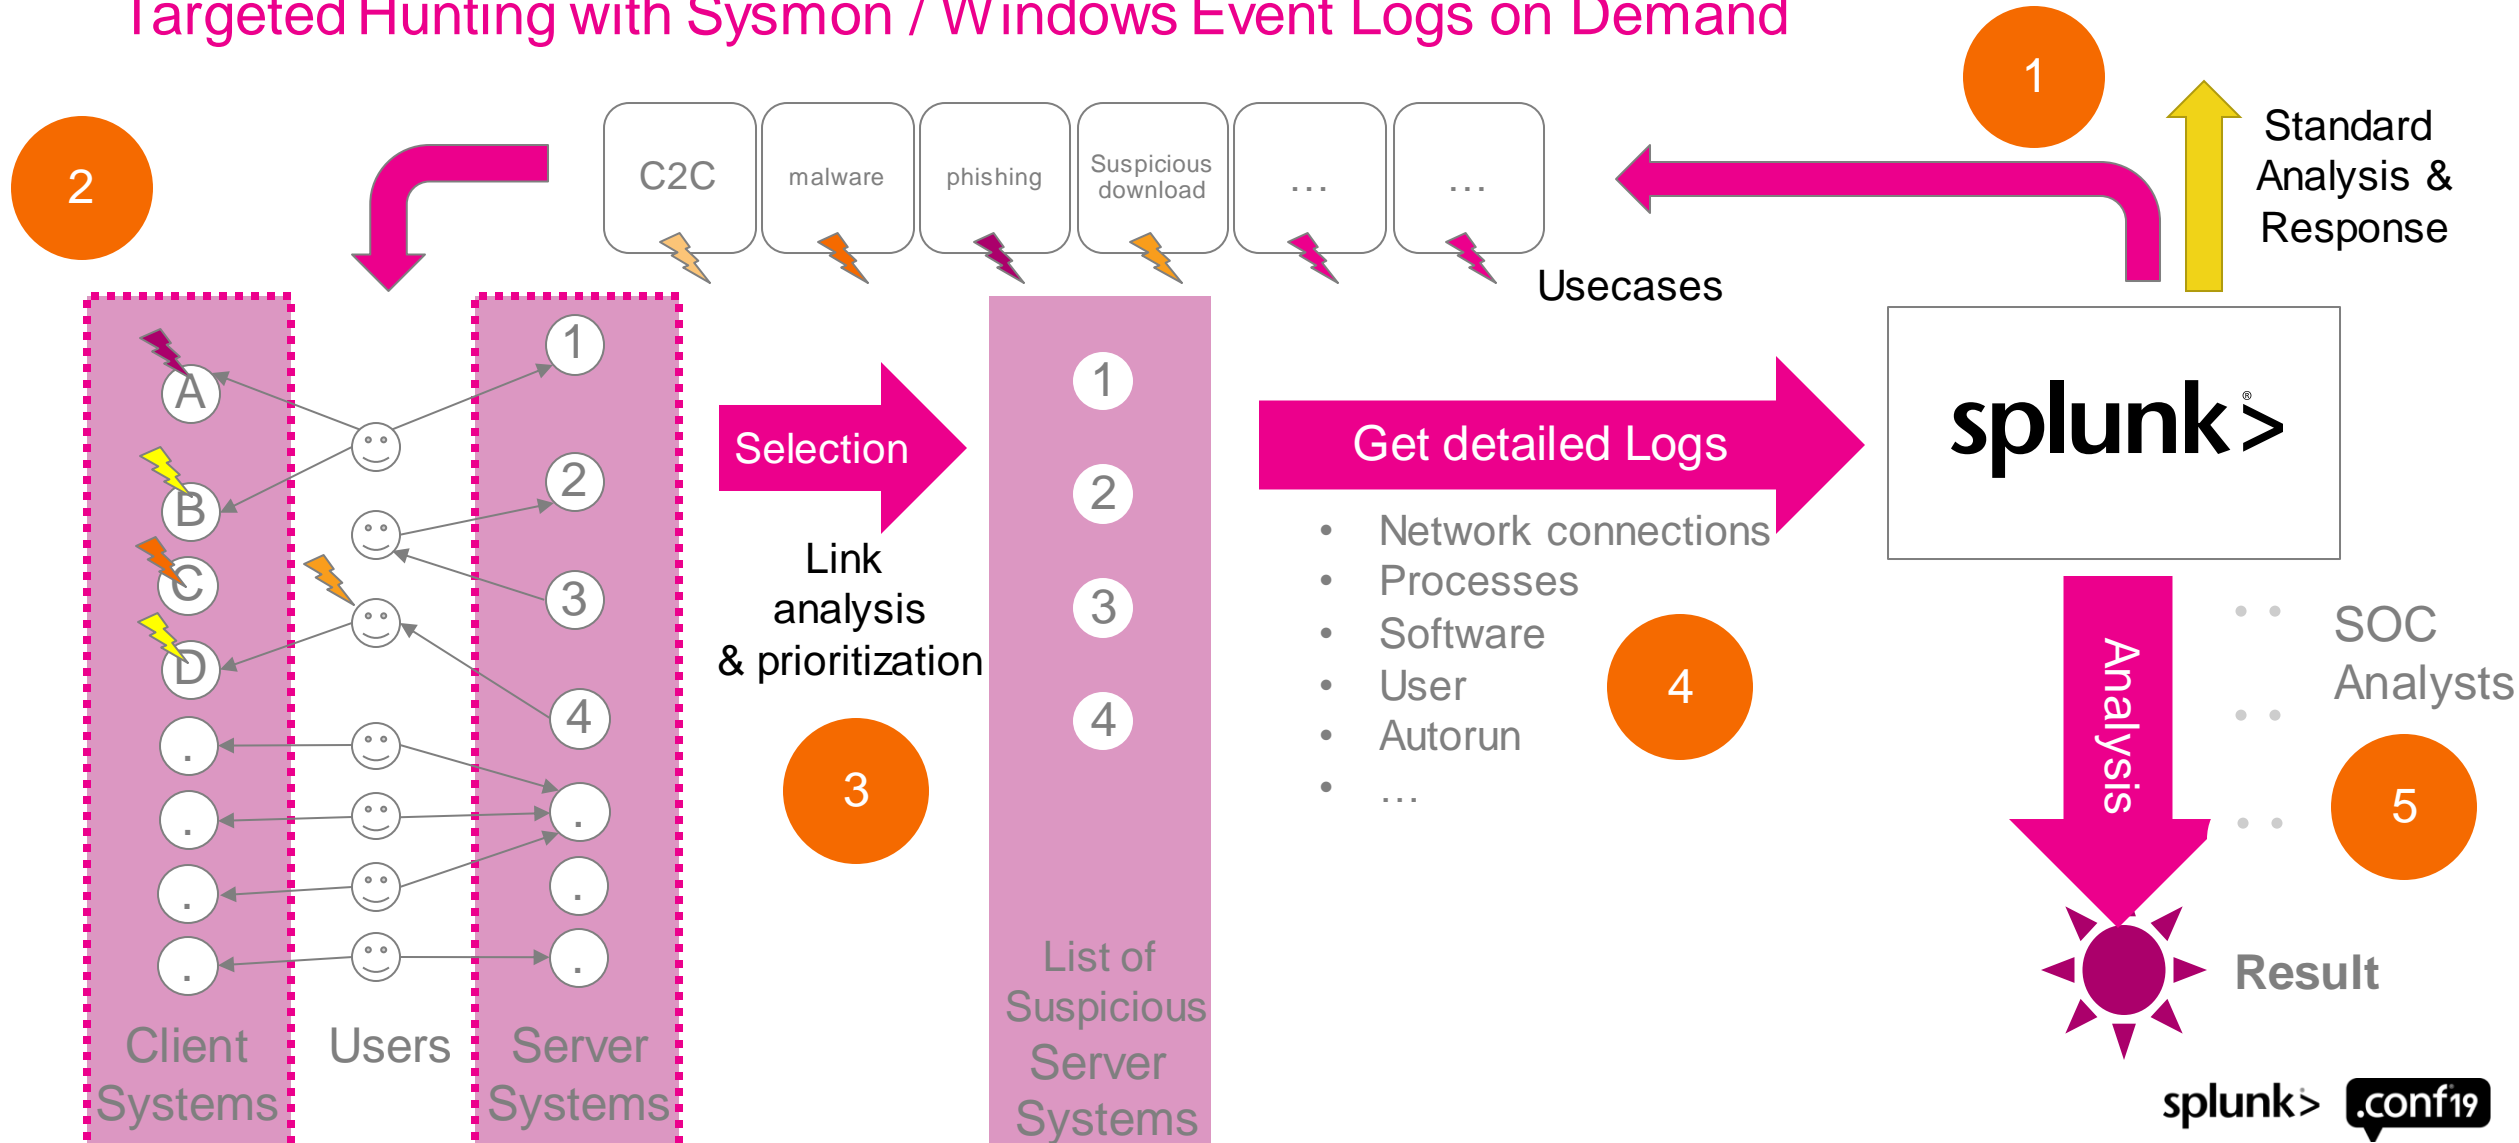 Targeted Hunting with Sysmon / Windows Event Logs on Demand
1
2
C2C
malware
phishing
Suspicious
download
...
...
Standard
Analysis &
Response
Usecases
A
B
C
D
.
.
.
.
1
2
3
4
.
.
.
Client
Systems
Users
Server
Systems
Selection
Link
analysis
& prioritization
3
1
2
3
4
List of
Suspicious
Server
Systems
Get detailed Logs
• Network connections
• Processes
• Software
• User
• Autorun
• ...
4
splunk>®
Analysis
SOC
Analysts
5
Result
splunk>
.conf19